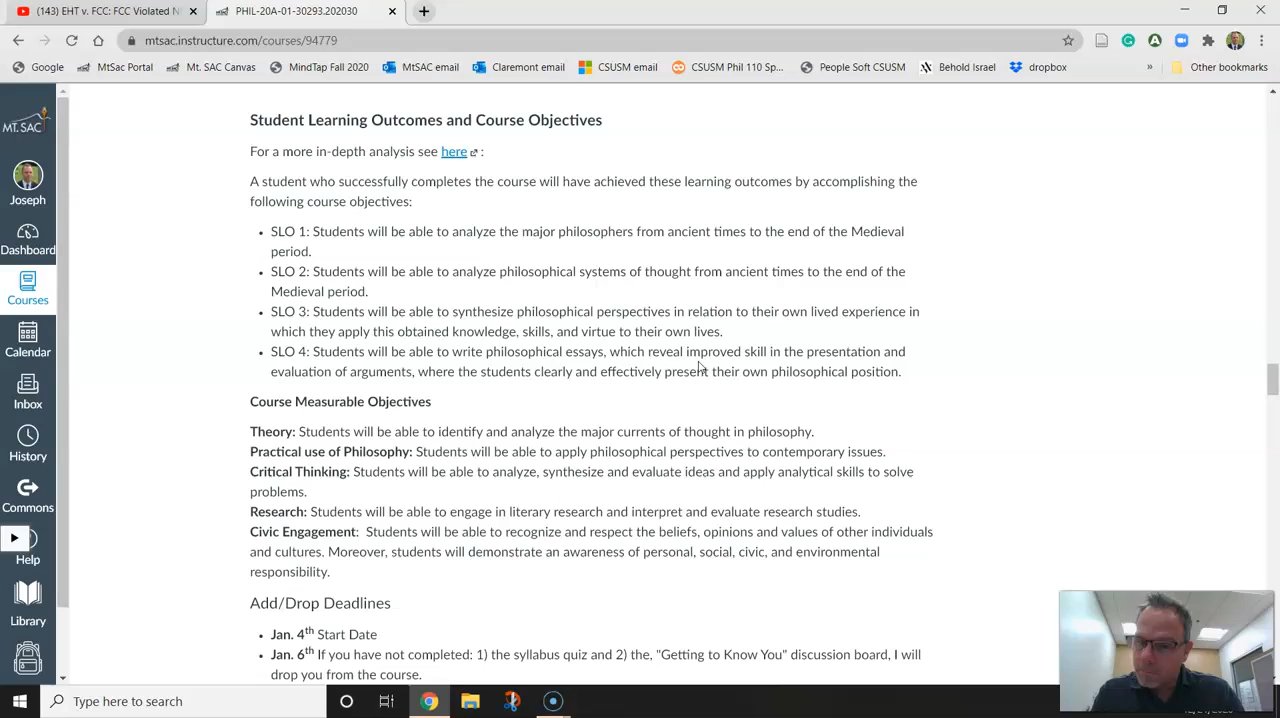 (143) EHT v. FCC: FCC Violated N
PHIL-20A-01-30293.202030
mtsac.instructure.com/courses/94779
Google
MtSac Portal
Mt. SAC Canvas
MindTap Fall 2020
MtSAC email
Claremont email
CSUSM email
CSUSM Phil 110 Sp...
People Soft CSUSM
Behold Israel
dropbox
»
Other bookmarks
MT. SAC
Joseph
Dashboard
Courses
Calendar
Inbox
History
Commons
Help
Library
Student Learning Outcomes and Course Objectives
For a more in-depth analysis see here :
A student who successfully completes the course will have achieved these learning outcomes by accomplishing the
following course objectives:
• SLO 1: Students will be able to analyze the major philosophers from ancient times to the end of the Medieval
period.
• SLO 2: Students will be able to analyze philosophical systems of thought from ancient times to the end of the
Medieval period.
• SLO 3: Students will be able to synthesize philosophical perspectives in relation to their own lived experience in
which they apply this obtained knowledge, skills, and virtue to their own lives.
• SLO 4: Students will be able to write philosophical essays, which reveal improved skill in the presentation and
evaluation of arguments, where the students clearly and effectively present their own philosophical position.
Course Measurable Objectives
Theory: Students will be able to identify and analyze the major currents of thought in philosophy.
Practical use of Philosophy: Students will be able to apply philosophical perspectives to contemporary issues.
Critical Thinking: Students will be able to analyze, synthesize and evaluate ideas and apply analytical skills to solve
problems.
Research: Students will be able to engage in literary research and interpret and evaluate research studies.
Civic Engagement: Students will be able to recognize and respect the beliefs, opinions and values of other individuals
and cultures. Moreover, students will demonstrate an awareness of personal, social, civic, and environmental
responsibility.
Add/Drop Deadlines
• Jan. 4th Start Date
• Jan. 6th If you have not completed: 1) the syllabus quiz and 2) the, "Getting to Know You" discussion board, I will
drop you from the course.
Type here to search